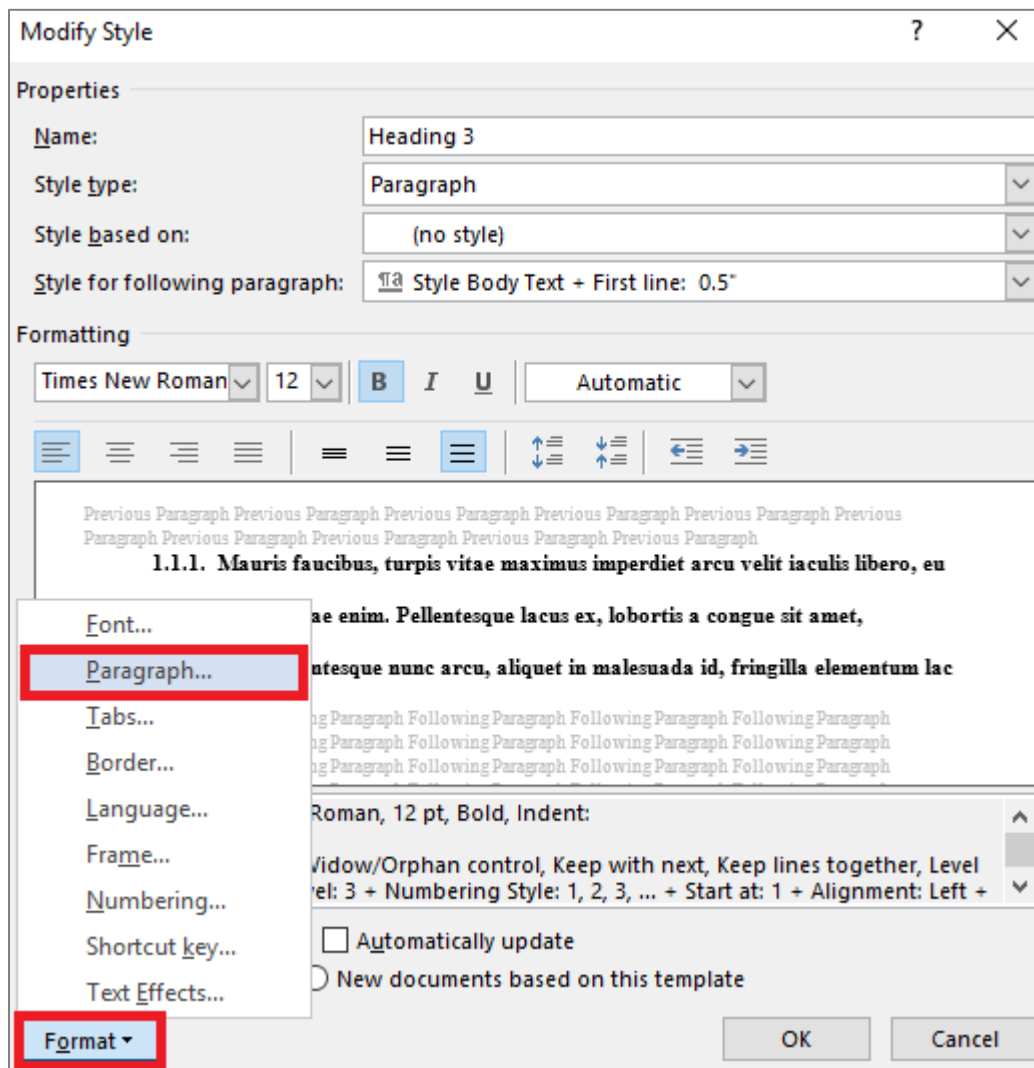 Modify Style
?
Properties
Name:
Heading 3
Style type:
Paragraph
Style based on:
(no style)
Style for following paragraph:
¶a Style Body Text + First line: 0.5"
Formatting
Times New Roman 12 B I U Automatic
Previous Paragraph Previous Paragraph Previous Paragraph Previous Paragraph Previous Paragraph Previous
Paragraph Previous Paragraph Previous Paragraph Previous Paragraph Previous Paragraph
1.1.1. Mauris faucibus, turpis vitae maximus imperdiet arcu velit iaculis libero, eu
ae enim. Pellentesque lacus ex, lobortis a congue sit amet,
ntesque nunc arcu, aliquet in malesuada id, fringilla elementum lac
ng Paragraph Following Paragraph Following Paragraph Following Paragraph
ng Paragraph Following Paragraph Following Paragraph Following Paragraph
ng Paragraph Following Paragraph Following Paragraph Following Paragraph
Roman, 12 pt, Bold, Indent:
Widow/Orphan control, Keep with next, Keep lines together, Level
el: 3 + Numbering Style: 1, 2, 3, … + Start at: 1 + Alignment: Left +
Automatically update
New documents based on this template
Font...
Paragraph...
Tabs...
Border...
Language...
Frame...
Numbering...
Shortcut key...
Text Effects...
Format
OK
Cancel